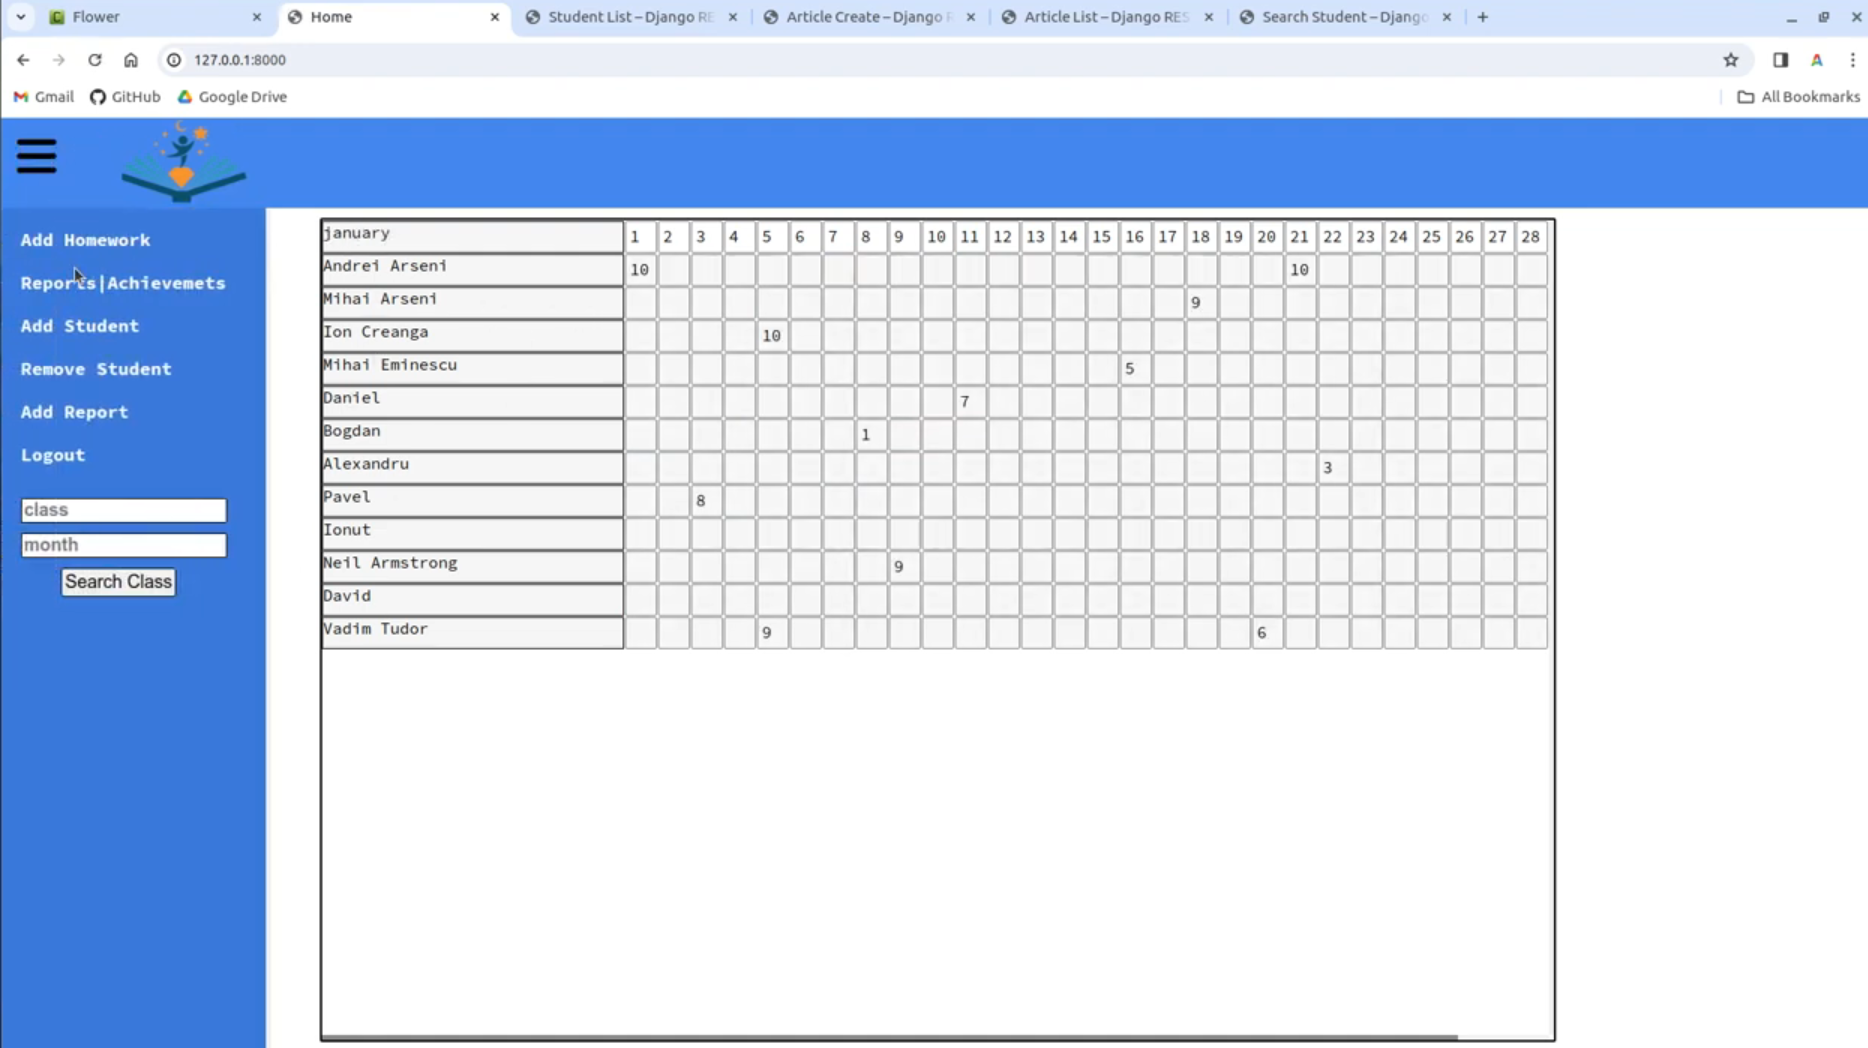 Flower
Home
Student List – Django RE
Article Create – Django R
Article List – Django RES
Search Student – Django
127.0.0.1:8000
Gmail GitHub Google Drive
All Bookmarks
Add Homework
Reports|Achievemets
Add Student
Remove Student
Add Report
Logout
class
month
Search Class
january 1 2 3 4 5 6 7 8 9 10 11 12 13 14 15 16 17 18 19 20 21 22 23 24 25 26 27 28
Andrei Arseni 10 10
Mihai Arseni 9
Ion Creanga 10
Mihai Eminescu 5
Daniel 7
Bogdan 1
Alexandru 3
Pavel 8
Ionut
Neil Armstrong 9
David
Vadim Tudor 9 6